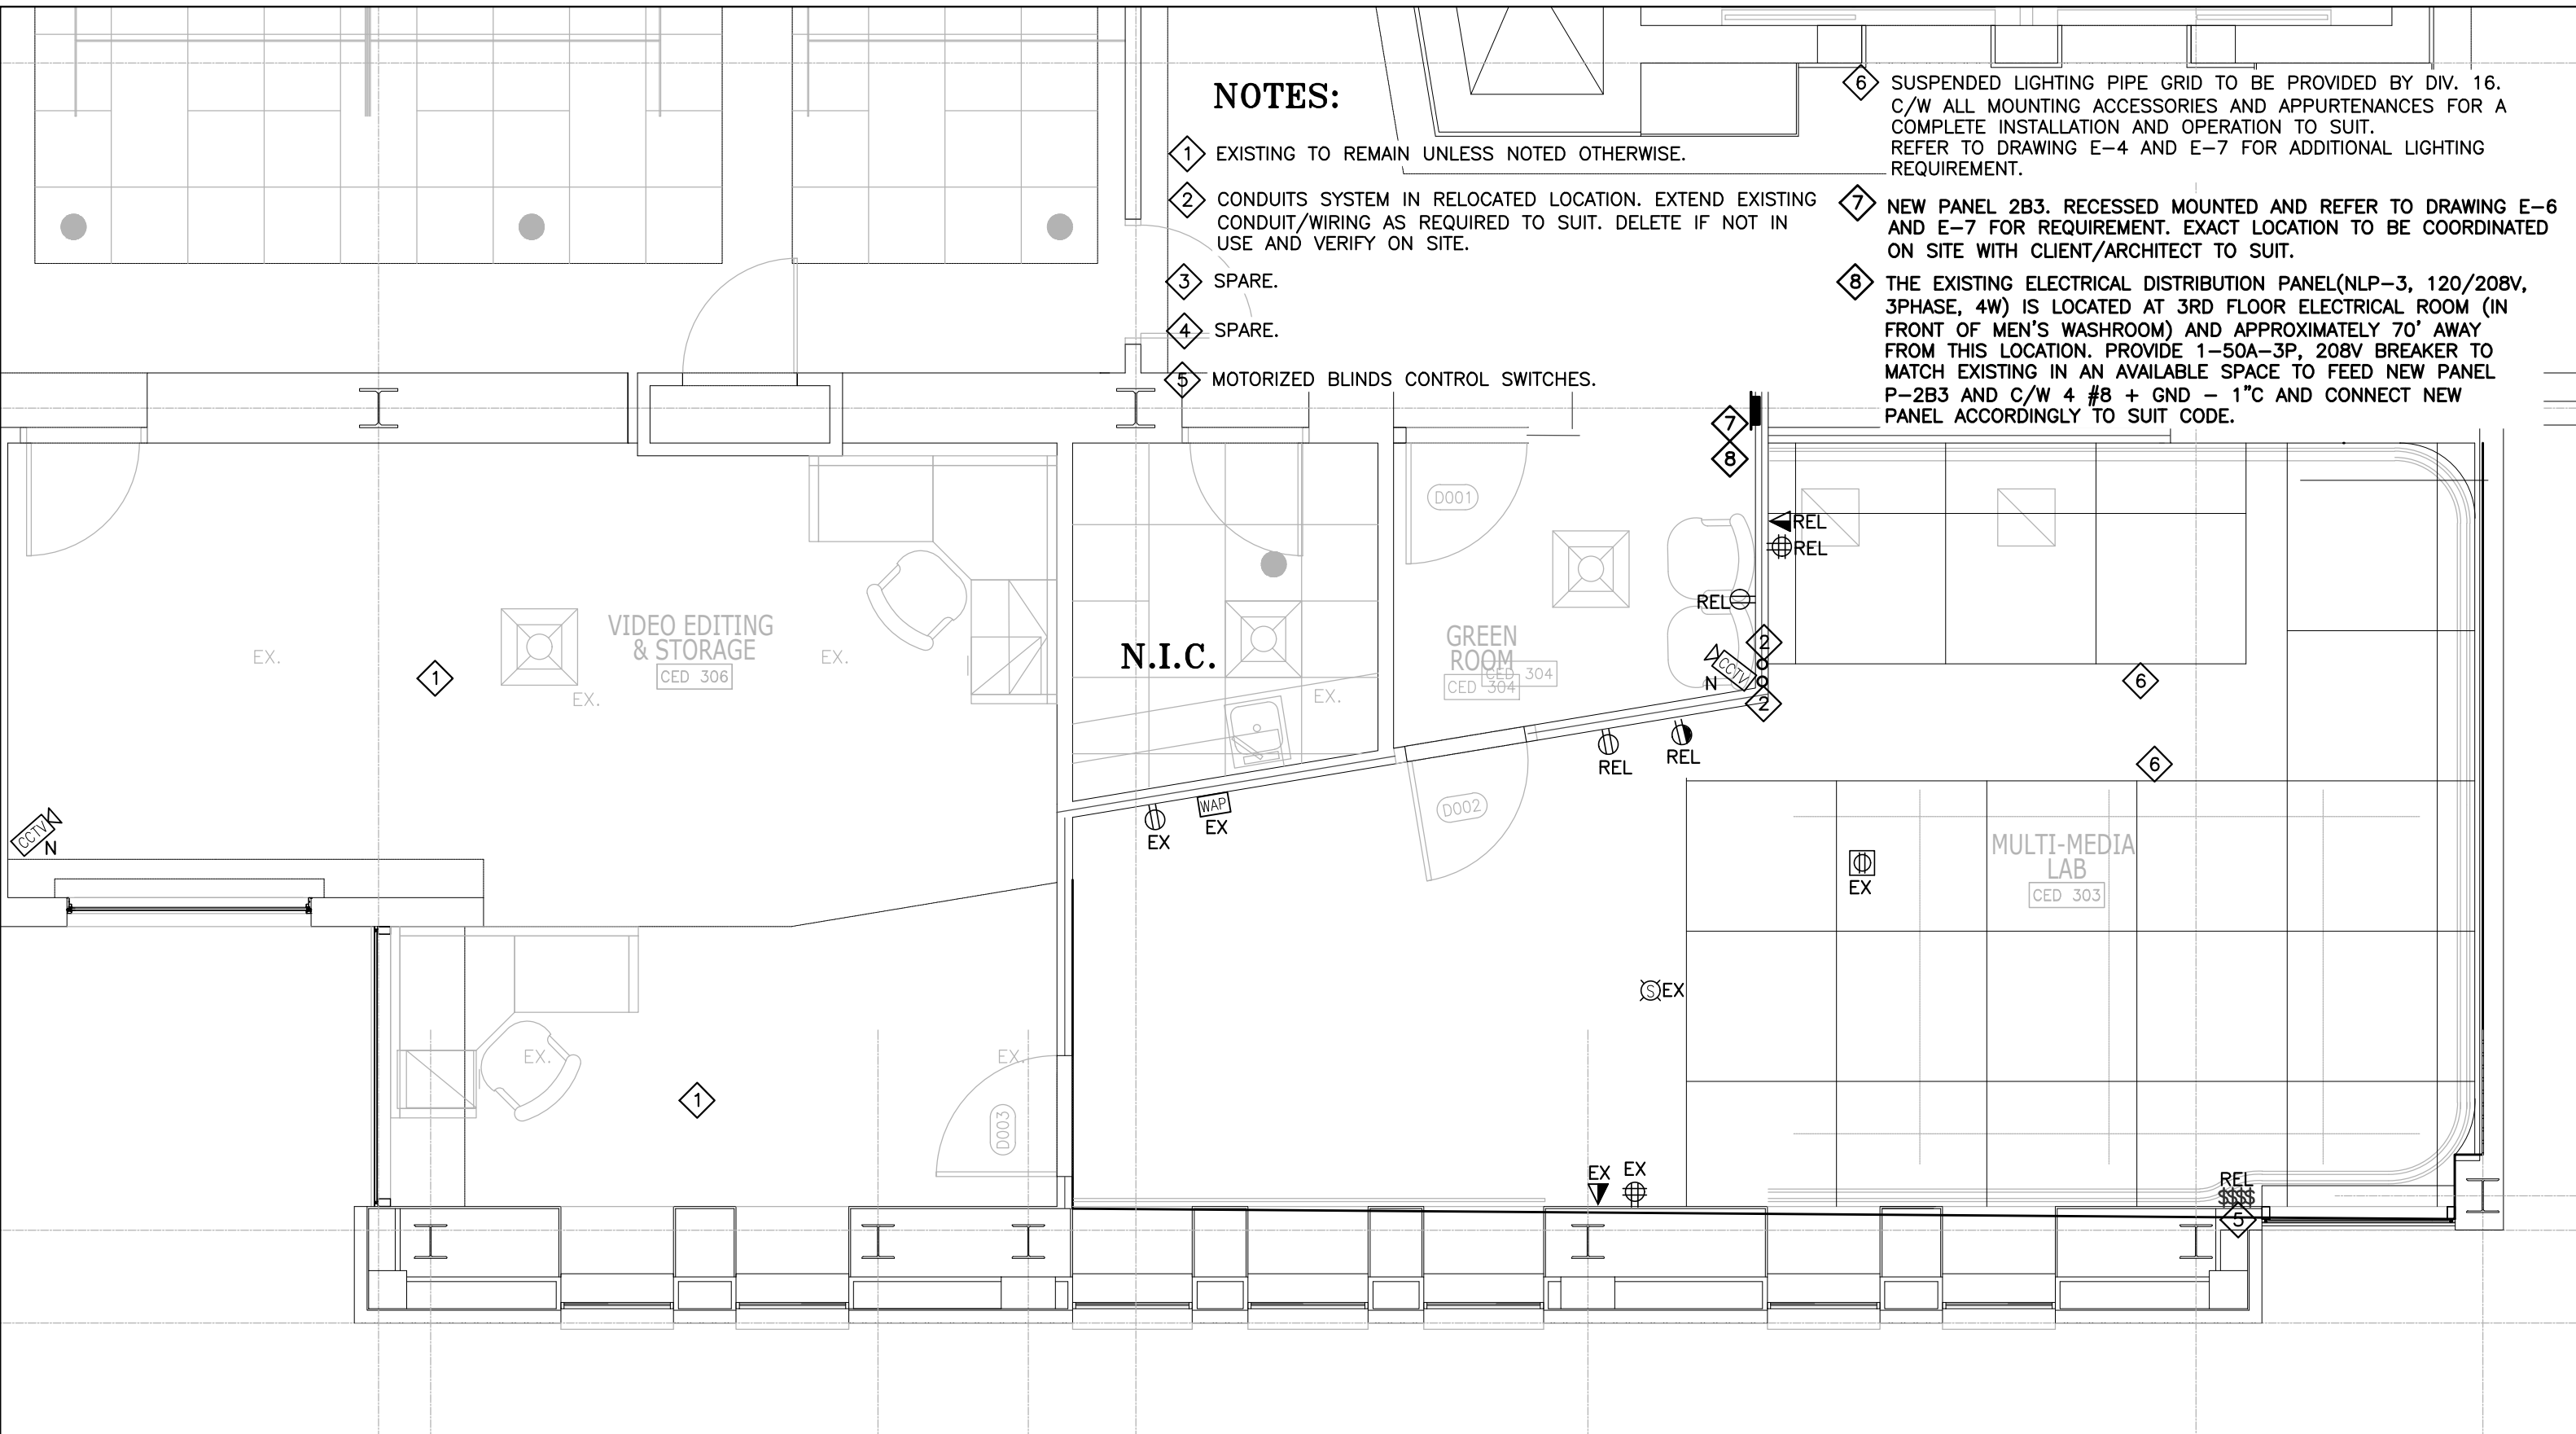 NOTES:
1 EXISTING TO REMAIN UNLESS NOTED OTHERWISE.
2 CONDUITS SYSTEM IN RELOCATED LOCATION. EXTEND EXISTING
CONDUIT/WIRING AS REQUIRED TO SUIT. DELETE IF NOT IN
USE AND VERIFY ON SITE.
3 SPARE.
4 SPARE.
5 MOTORIZED BLINDS CONTROL SWITCHES.
6 SUSPENDED LIGHTING PIPE GRID TO BE PROVIDED BY DIV. 16.
C/W ALL MOUNTING ACCESSORIES AND APPURTENANCES FOR A
COMPLETE INSTALLATION AND OPERATION TO SUIT.
REFER TO DRAWING E-4 AND E-7 FOR ADDITIONAL LIGHTING
REQUIREMENT.
7 NEW PANEL 2B3. RECESSED MOUNTED AND REFER TO DRAWING E-6
AND E-7 FOR REQUIREMENT. EXACT LOCATION TO BE COORDINATED
ON SITE WITH CLIENT/ARCHITECT TO SUIT.
8 THE EXISTING ELECTRICAL DISTRIBUTION PANEL(NLP-3, 120/208V,
3PHASE, 4W) IS LOCATED AT 3RD FLOOR ELECTRICAL ROOM (IN
FRONT OF MEN'S WASHROOM) AND APPROXIMATELY 70' AWAY
FROM THIS LOCATION. PROVIDE 1-50A-3P, 208V BREAKER TO
MATCH EXISTING IN AN AVAILABLE SPACE TO FEED NEW PANEL
P-2B3 AND C/W 4 #8 + GND - 1"C AND CONNECT NEW
PANEL ACCORDINGLY TO SUIT CODE.
7
8
D001
REL
REL
REL
VIDEO EDITING
& STORAGE
CED 306
EX.
EX.
EX.
1
N.I.C.
EX.
GREEN
ROOM
CED 304
CED 304
2
CCTV
N
2
6
REL
REL
6
CCTV
N
EX
WAP
EX
D002
MULTI-MEDIA
LAB
CED 303
EX
S EX
EX.
EX.
1
D003
EX
EX
REL
$$$$
5